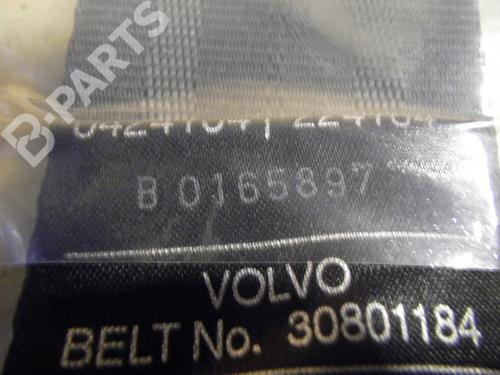 B-PARTS
B 0165897
VOLVO
BELT No. 30801184